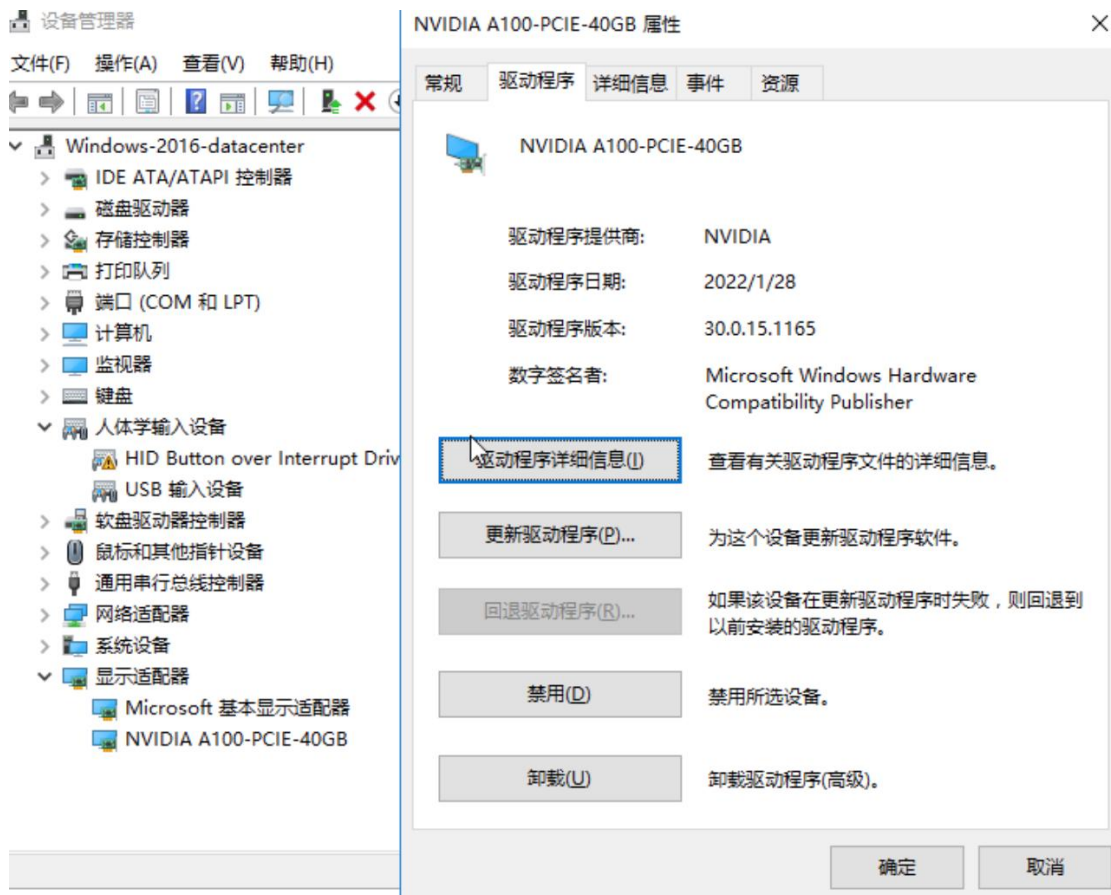 设备管理器
文件(F) 操作(A) 查看(V) 帮助(H)
Windows-2016-datacenter
IDE ATA/ATAPI 控制器
磁盘驱动器
存储控制器
打印队列
端口 (COM 和 LPT)
计算机
监视器
键盘
人体学输入设备
HID Button over Interrupt Driv
USB 输入设备
软盘驱动器控制器
鼠标和其他指针设备
通用串行总线控制器
网络适配器
系统设备
显示适配器
Microsoft 基本显示适配器
NVIDIA A100-PCIE-40GB
NVIDIA A100-PCIE-40GB 属性
常规 驱动程序 详细信息 事件 资源
NVIDIA A100-PCIE-40GB
驱动程序提供商: NVIDIA
驱动程序日期: 2022/1/28
驱动程序版本: 30.0.15.1165
数字签名者: Microsoft Windows Hardware
Compatibility Publisher
驱动程序详细信息(I) 查看有关驱动程序文件的详细信息。
更新驱动程序(P)... 为这个设备更新驱动程序软件。
回退驱动程序(R)... 如果该设备在更新驱动程序时失败，则回退到
以前安装的驱动程序。
禁用(D) 禁用所选设备。
卸载(U) 卸载驱动程序(高级)。
确定 取消